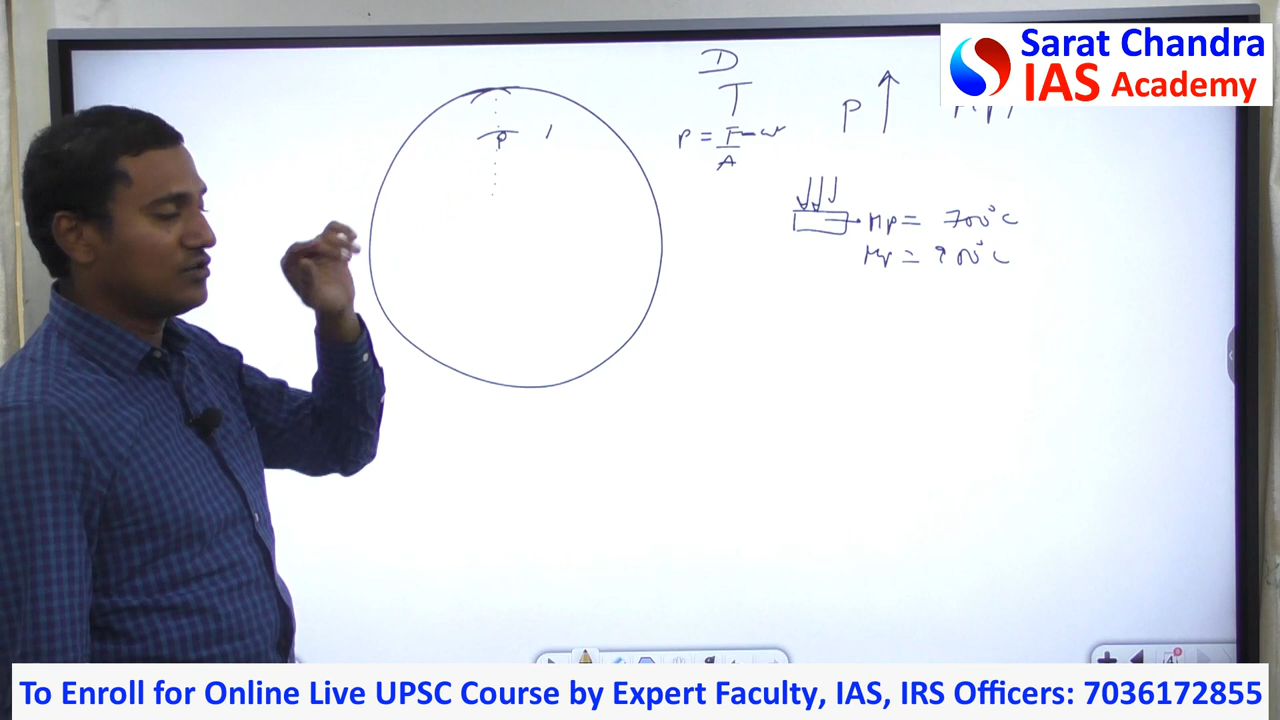 Sarat Chandra
IAS Academy
D
T
P = F
A
P
P
MP = 700°C
MP = 900°C
To Enroll for Online Live UPSC Course by Expert Faculty, IAS, IRS Officers: 7036172855